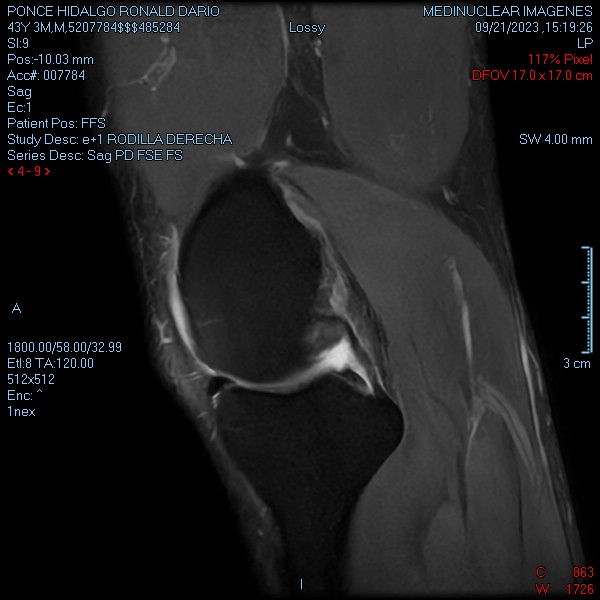 PONCE HIDALGO RONALD DARIO
43Y 3M,M,5207784$$$485284
Sl:9
Pos:-10.03 mm
Acc#: 007784
Sag
Ec:1
Patient Pos: FFS
Study Desc: e+1 RODILLA DERECHA
Series Desc: Sag PD FSE FS
< 4 - 9 >
Lossy
MEDINUCLEAR IMAGENES
09/21/2023 ,15:19:26
LP
117% Pixel
DFOV 17.0 x 17.0 cm
SW 4.00 mm
A
3 cm
1800.00/58.00/32.99
Etl:8 TA:120.00
512x512
Enc: ^
1nex
I
C 863
W 1726